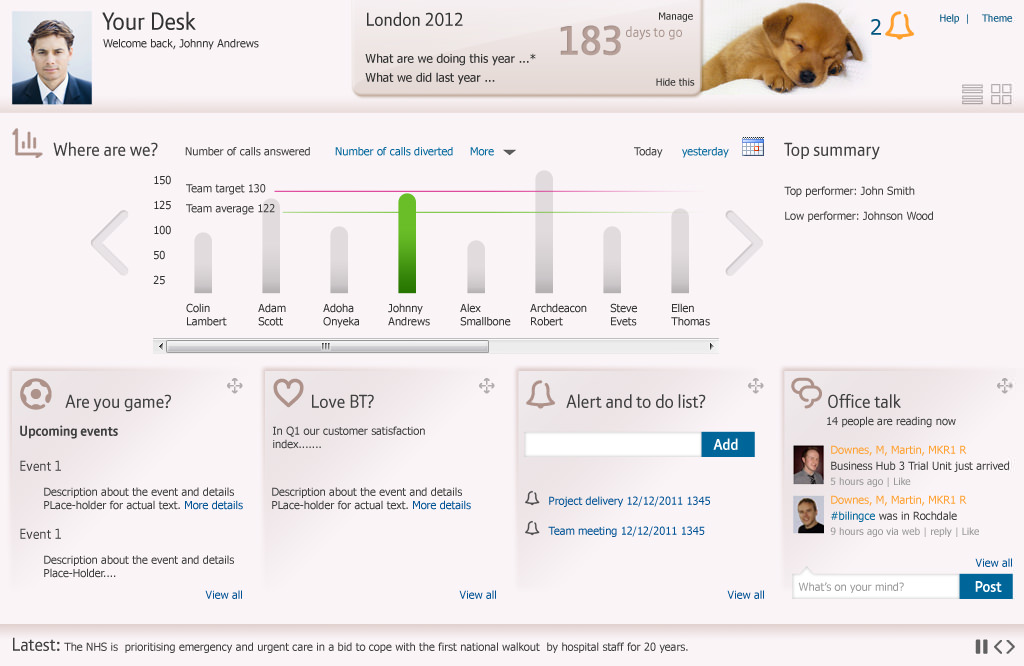 Your Desk
Welcome back, Johnny Andrews
London 2012
Manage
183 days to go
What are we doing this year ...*
What we did last year ...
Hide this
2
Help | Theme
Where are we?
Number of calls answered
Number of calls diverted
More
Today
yesterday
Top summary
Top performer: John Smith
Low performer: Johnson Wood
150
125
100
50
25
Team target 130
Team average 122
Colin
Lambert
Adam
Scott
Adoha
Onyeka
Johnny
Andrews
Alex
Smallbone
Archdeacon
Robert
Steve
Evets
Ellen
Thomas
Are you game?
Upcoming events
Event 1
Description about the event and details
PLace-holder for actual text. More details
Event 1
Description about the event and details
Place-Holder....
View all
Love BT?
In Q1 our customer satisfaction
index.......
Description about the event and details
PLace-holder for actual text. More details
View all
Alert and to do list?
Add
Project delivery 12/12/2011 1345
Team meeting 12/12/2011 1345
View all
Office talk
14 people are reading now
Downes, M, Martin, MKR1 R
Business Hub 3 Trial Unit just arrived
5 hours ago | Like
Downes, M, Martin, MKR1 R
#bilingce was in Rochdale
9 hours ago via web | reply | Like
View all
What's on your mind?
Post
Latest: The NHS is prioritising emergency and urgent care in a bid to cope with the first national walkout by hospital staff for 20 years.